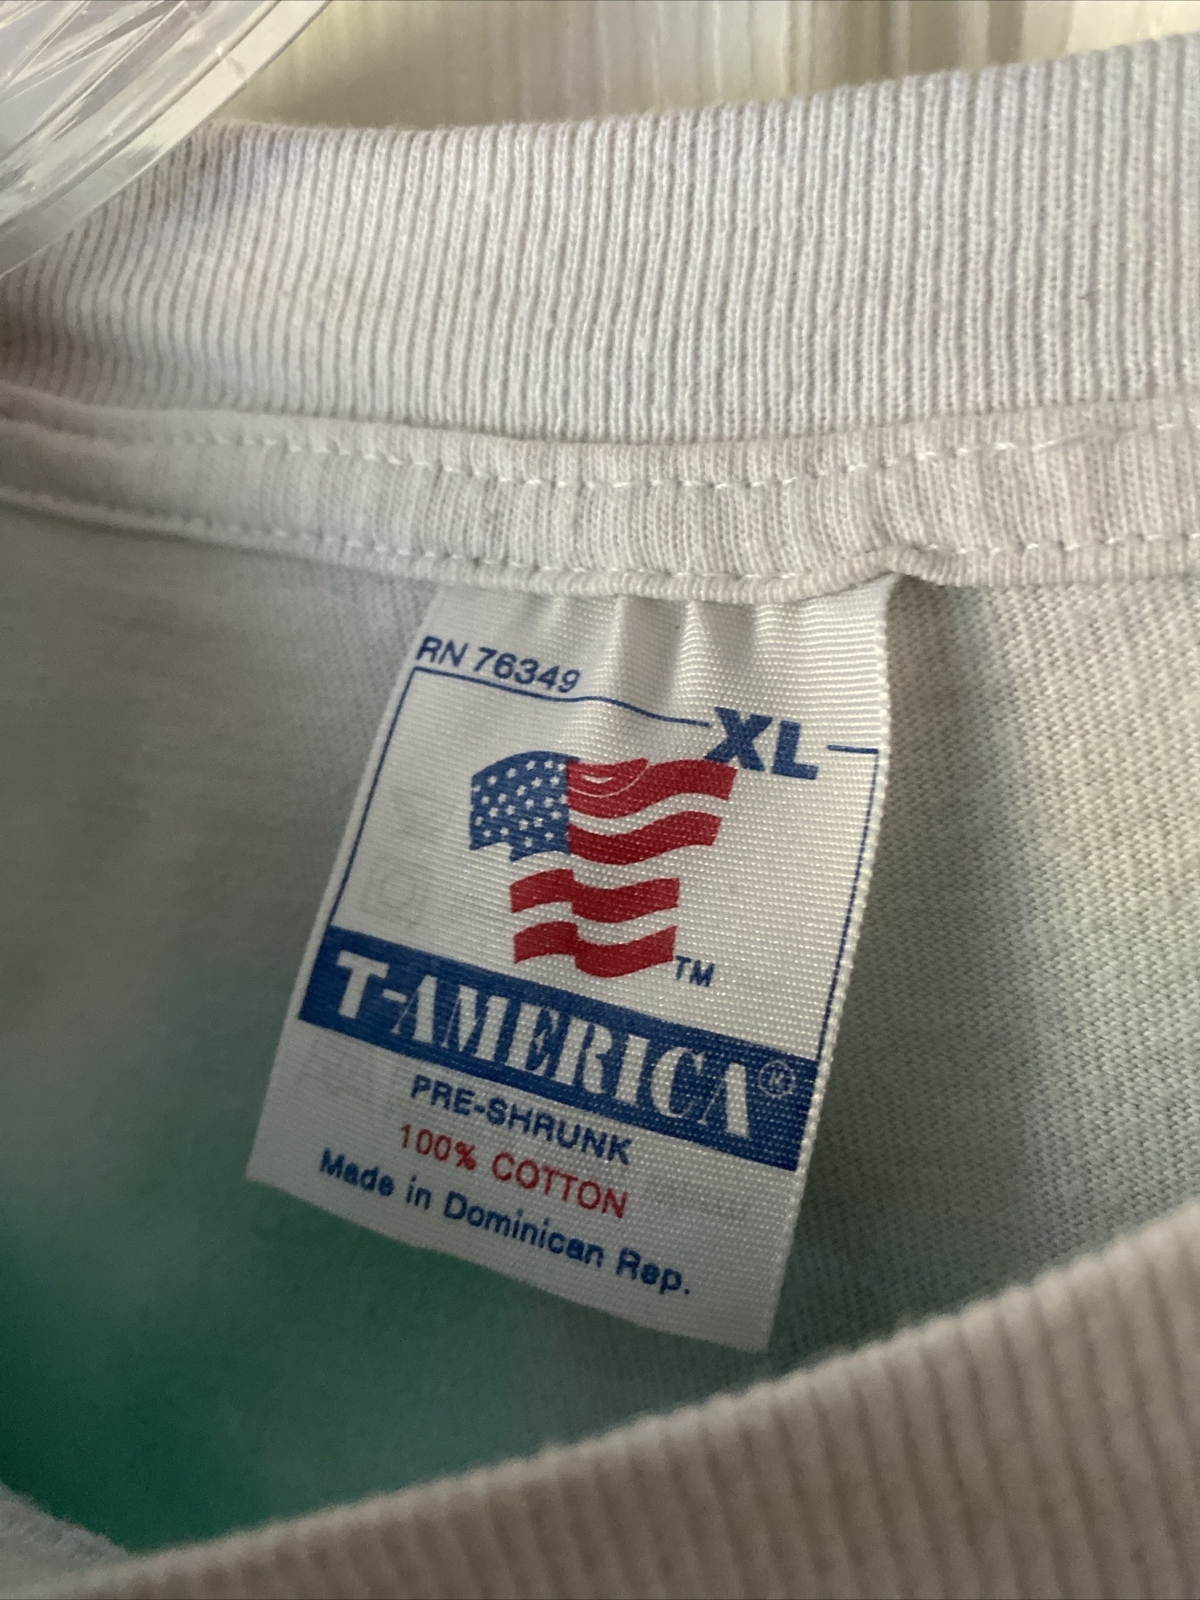 RN 76349
XL
TM
T-AMERICA®
PRE-SHRUNK
100% COTTON
Made in Dominican Rep.